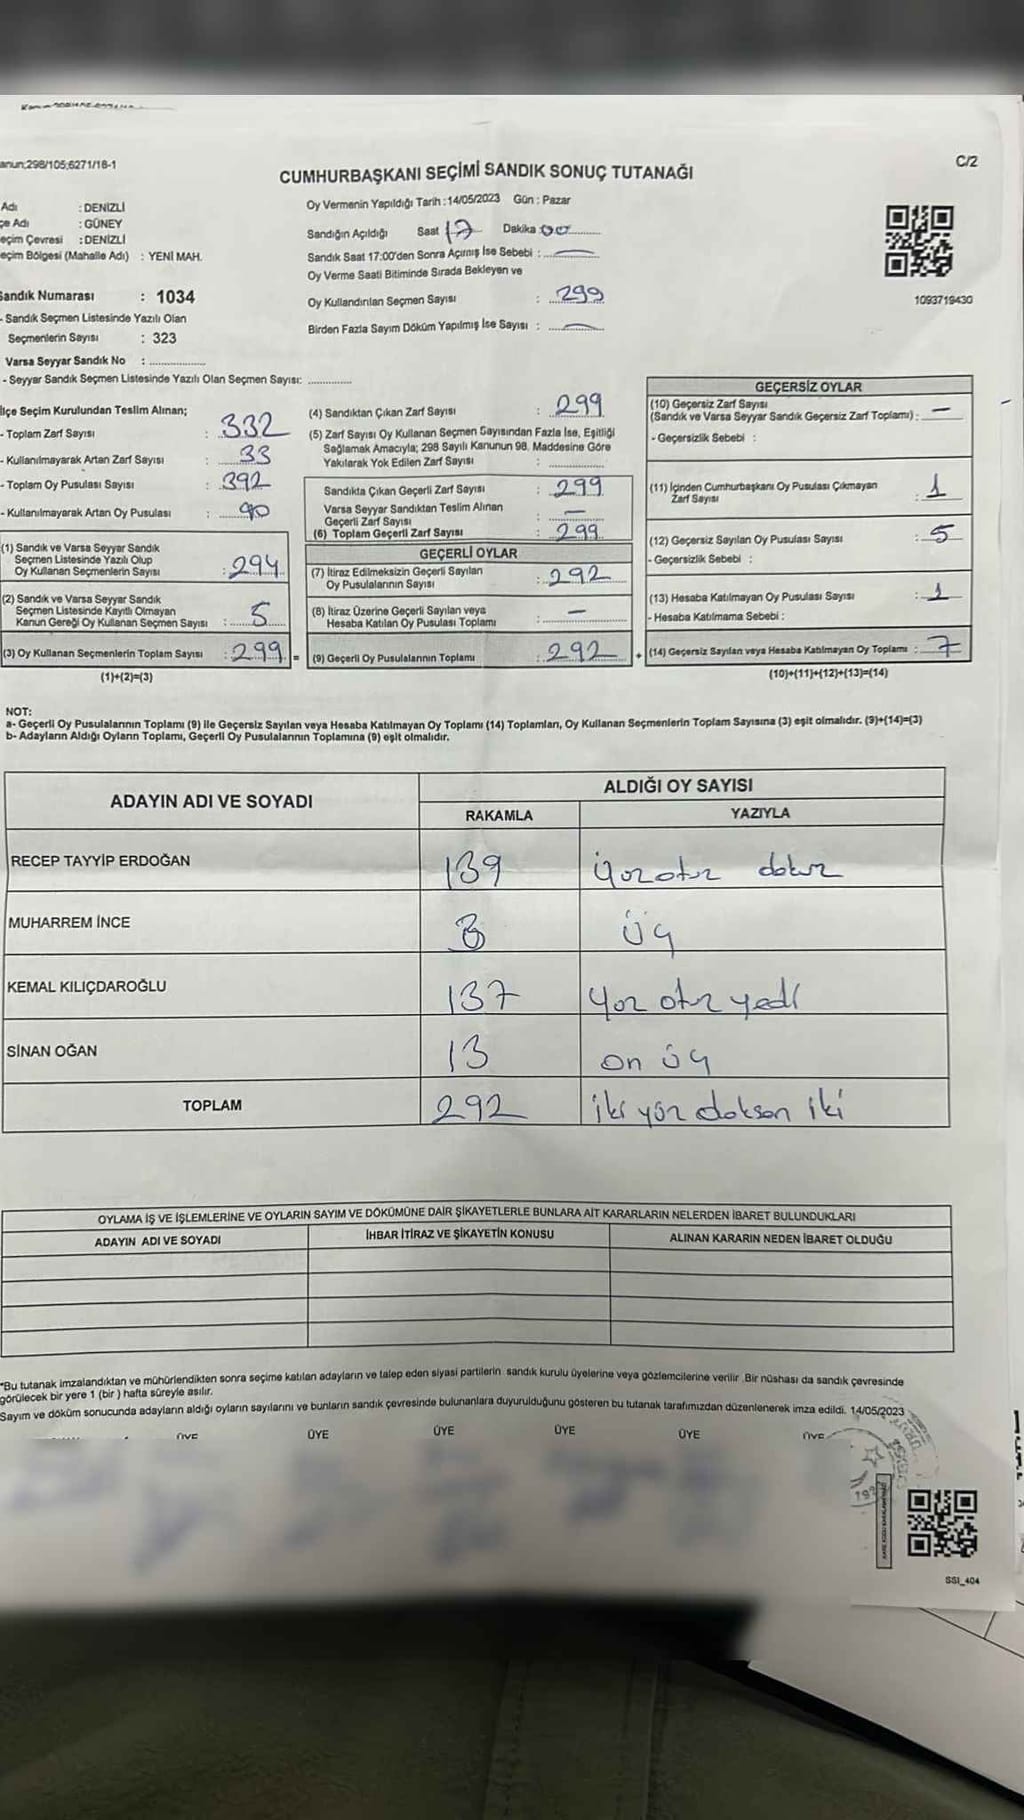 anun;298/105;6271/18-1
C/2
CUMHURBAŞKANI SEÇİMİ SANDIK SONUÇ TUTANAĞI
Adı : DENİZLİ
çe Adı : GÜNEY
eçim Çevresi : DENİZLİ
eçim Bölgesi (Mahalle Adı) : YENİ MAH.
Sandık Numarası : 1034
- Sandık Seçmen Listesinde Yazılı Olan
Seçmenlerin Sayısı : 323
Varsa Seyyar Sandık No : ..................
- Seyyar Sandık Seçmen Listesinde Yazılı Olan Seçmen Sayısı: ............
Oy Vermenin Yapıldığı Tarih : 14/05/2023 Gün : Pazar
Sandığın Açıldığı Saat 17 Dakika 00
Sandık Saat 17:00'den Sonra Açımış İse Sebebi :
Oy Verme Saati Bitiminde Sırada Bekleyen ve
Oy Kullandırılan Seçmen Sayısı : 299
Birden Fazla Sayım Döküm Yapılmış İse Sayısı : —
1093719430
İlçe Seçim Kurulundan Teslim Alınan;
- Toplam Zarf Sayısı : 332
- Kullanılmayarak Artan Zarf Sayısı : 33
- Toplam Oy Pusulası Sayısı : 392
- Kullanılmayarak Artan Oy Pusulası : 90
(1) Sandık ve Varsa Seyyar Sandık
Seçmen Listesinde Yazılı Olup
Oy Kullanan Seçmenlerin Sayısı : 294
(2) Sandık ve Varsa Seyyar Sandık
Seçmen Listesinde Kayıtlı Olmayan
Kanun Gereği Oy Kullanan Seçmen Sayısı : 5
(3) Oy Kullanan Seçmenlerin Toplam Sayısı : 299 =
(1)+(2)=(3)
(4) Sandıktan Çıkan Zarf Sayısı : 299
(5) Zarf Sayısı Oy Kullanan Seçmen Sayısından Fazla İse, Eşitliği
Sağlamak Amacıyla; 298 Sayılı Kanunun 98. Maddesine Göre
Yakılarak Yok Edilen Zarf Sayısı : ...............
Sandıkta Çıkan Geçerli Zarf Sayısı : 299
Varsa Seyyar Sandıktan Teslim Alınan
Geçerli Zarf Sayısı : —
(6) Toplam Geçerli Zarf Sayısı : 299
GEÇERLİ OYLAR
(7) İtiraz Edilmeksizin Geçerli Sayılan
Oy Pusulalarının Sayısı : 292
(8) İtiraz Üzerine Geçerli Sayılan veya
Hesaba Katılan Oy Pusulası Toplamı : —
(9) Geçerli Oy Pusulalarının Toplamı : 292 +
GEÇERSİZ OYLAR
(10) Geçersiz Zarf Sayısı
(Sandık ve Varsa Seyyar Sandık Geçersiz Zarf Toplamı) : —
- Geçersizlik Sebebi :
(11) İçinden Cumhurbaşkanı Oy Pusulası Çıkmayan
Zarf Sayısı : 1
(12) Geçersiz Sayılan Oy Pusulası Sayısı : 5
- Geçersizlik Sebebi :
(13) Hesaba Katılmayan Oy Pusulası Sayısı : 1
- Hesaba Katılmama Sebebi :
(14) Geçersiz Sayılan veya Hesaba Katılmayan Oy Toplamı : 7
(10)+(11)+(12)+(13)=(14)
NOT:
a- Geçerli Oy Pusulalarının Toplamı (9) ile Geçersiz Sayılan veya Hesaba Katılmayan Oy Toplamı (14) Toplamları, Oy Kullanan Seçmenlerin Toplam Sayısına (3) eşit olmalıdır. (9)+(14)=(3)
b- Adayların Aldığı Oyların Toplamı, Geçerli Oy Pusulalarının Toplamına (9) eşit olmalıdır.
ADAYIN ADI VE SOYADI ALDIĞI OY SAYISI
RAKAMLA YAZIYLA
RECEP TAYYİP ERDOĞAN 139 Yüz otuz dokuz
MUHARREM İNCE 3 üç
KEMAL KILIÇDAROĞLU 137 Yüz otuz yedi
SİNAN OĞAN 13 on üç
TOPLAM 292 iki yüz doksan iki
OYLAMA İŞ VE İŞLEMLERİNE VE OYLARIN SAYIM VE DÖKÜMÜNE DAİR ŞİKAYETLERLE BUNLARA AİT KARARLARIN NELERDEN İBARET BULUNDUKLARI
ADAYIN ADI VE SOYADI İHBAR İTİRAZ VE ŞİKAYETİN KONUSU ALINAN KARARIN NEDEN İBARET OLDUĞU
*Bu tutanak imzalandıktan ve mühürlendikten sonra seçime katılan adayların ve talep eden siyasi partilerin sandık kurulu üyelerine veya gözlemcilerine verilir .Bir nüshası da sandık çevresinde
görülecek bir yere 1 (bir ) hafta süreyle asılır.
Sayım ve döküm sonucunda adayların aldığı oyların sayılarını ve bunların sandık çevresinde bulunanlara duyurulduğunu gösteren bu tutanak tarafımızdan düzenlenerek imza edildi. 14/05/2023
ÜYE ÜYE ÜYE ÜYE ÜYE ÜYE
SSI_404